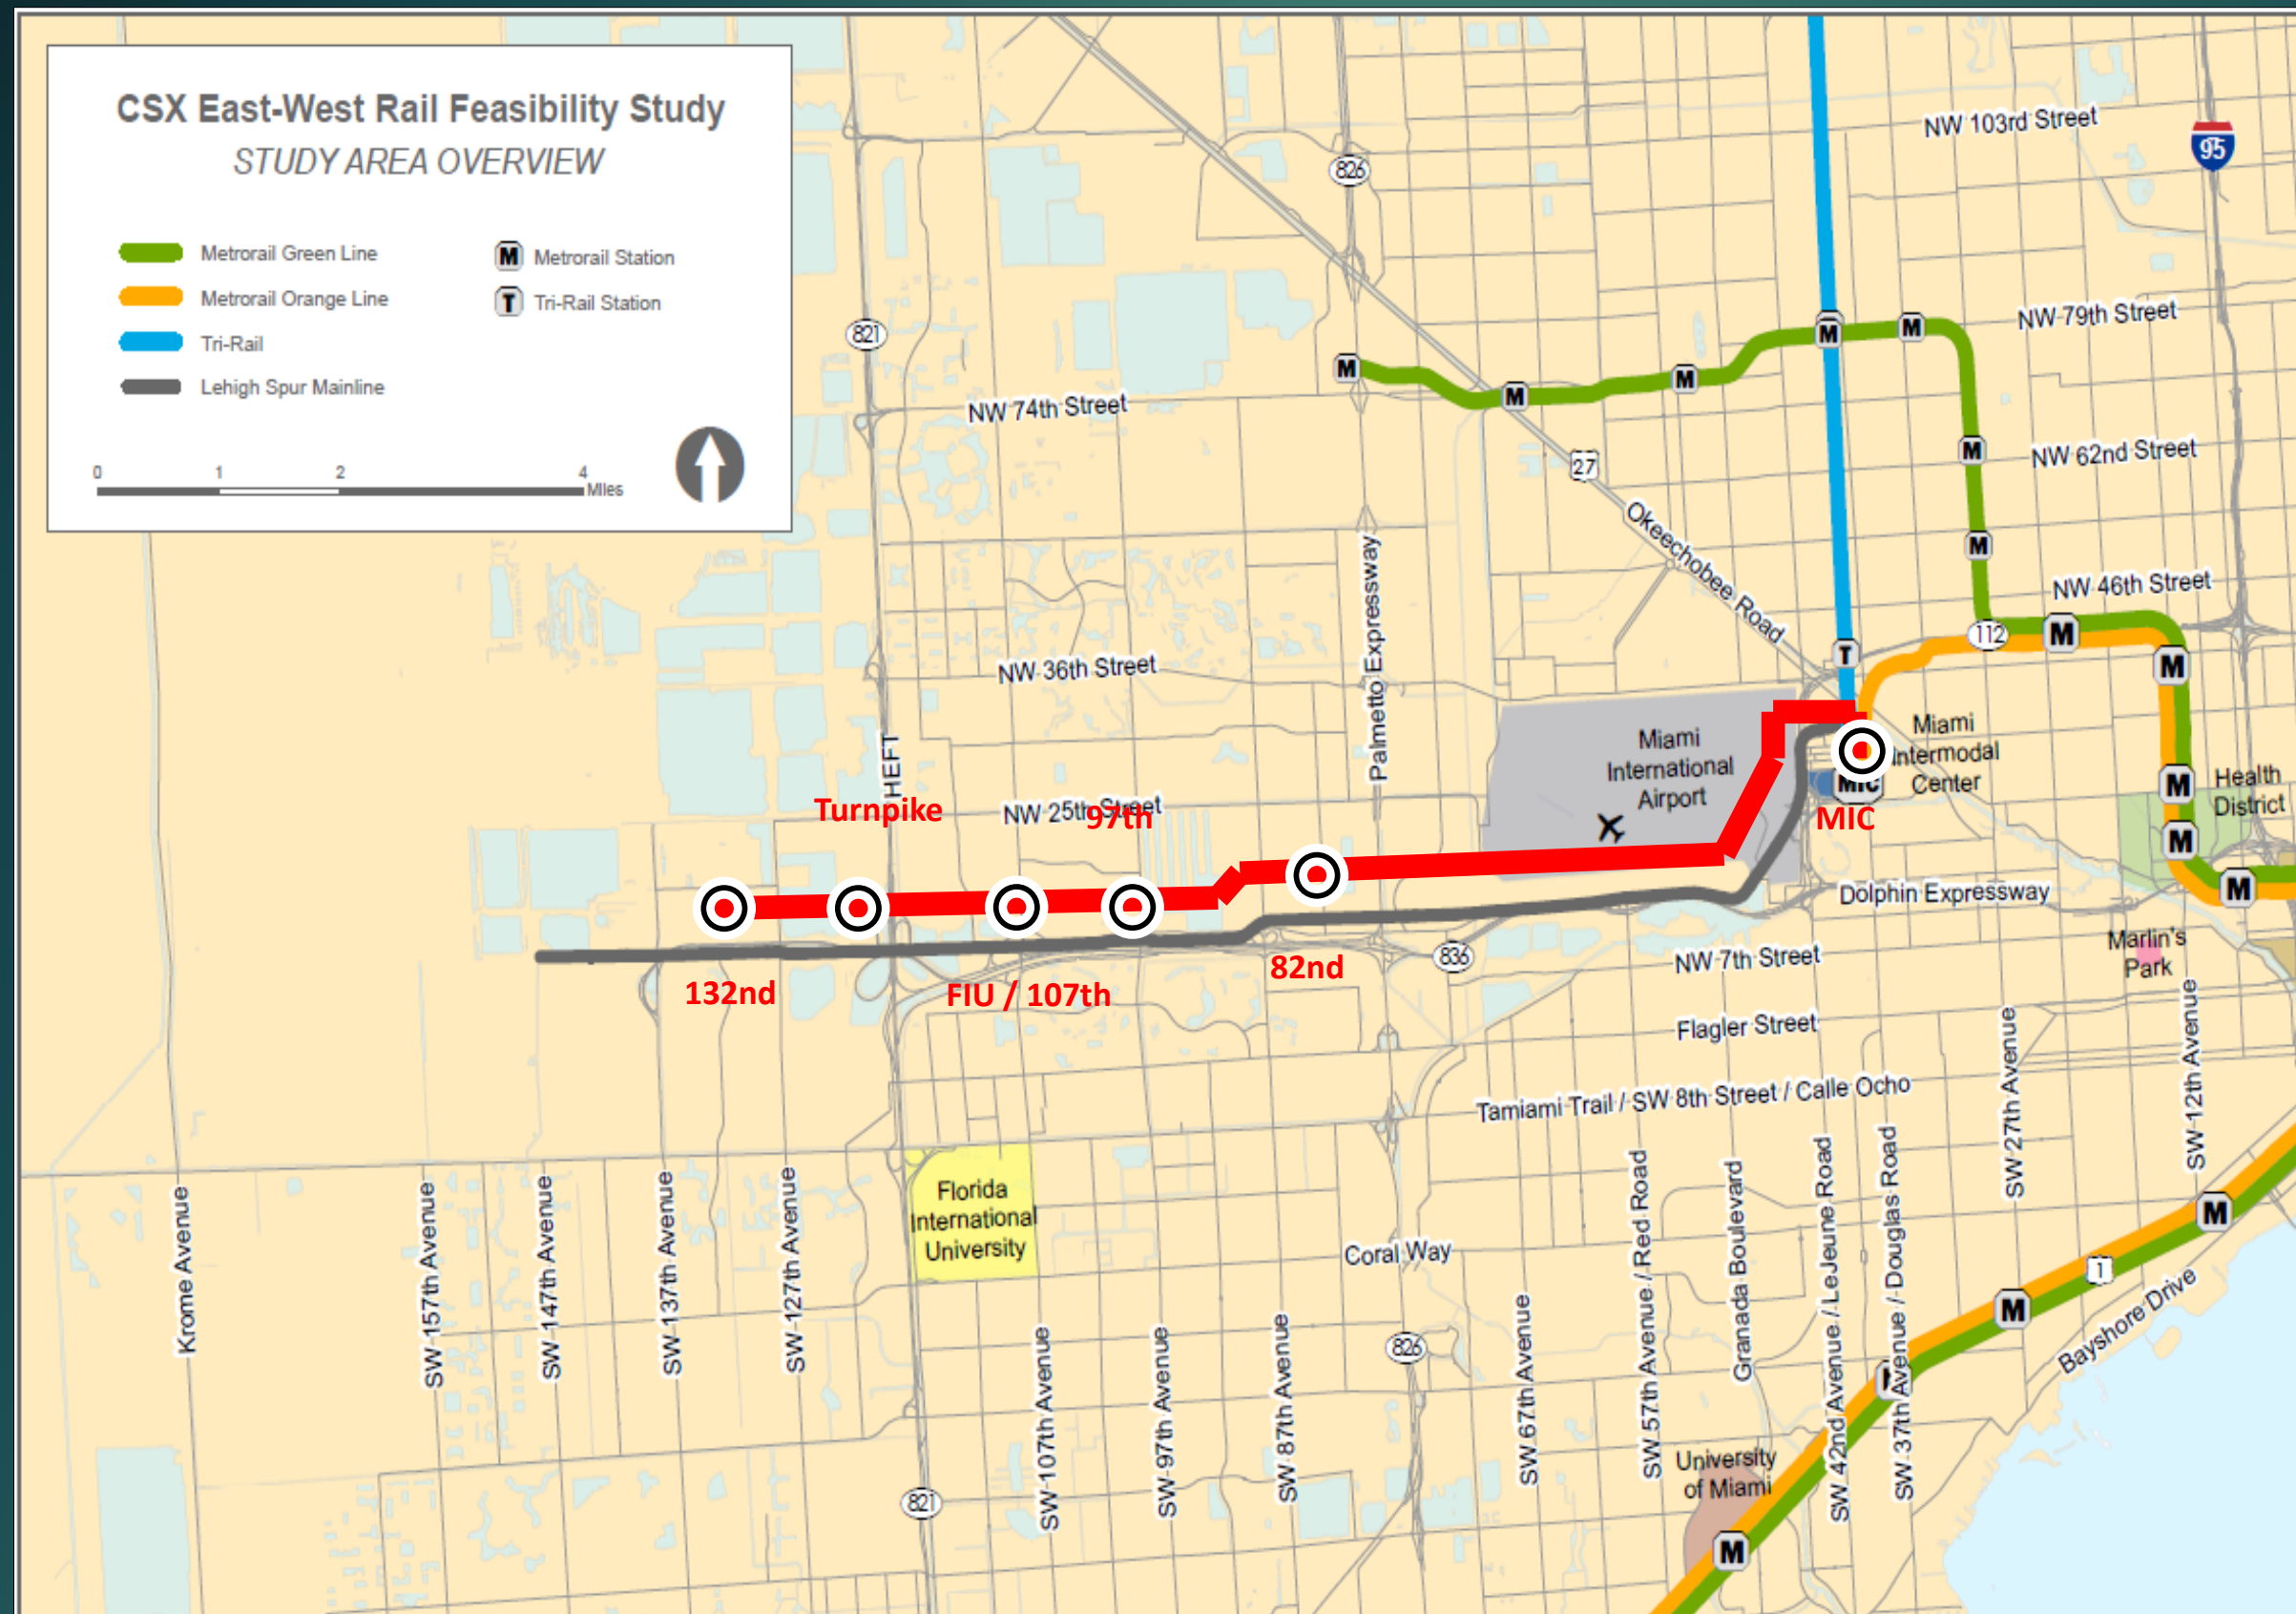 CSX East-West Rail Feasibility Study
STUDY AREA OVERVIEW
Metrorail Green Line
Metrorail Orange Line
Tri-Rail
Lehigh Spur Mainline
M Metrorail Station
T Tri-Rail Station
0 1 2 4
MIles
NW 103rd Street
95
826
821
NW 79th Street
M
M
M
M
M
NW 74th Street
27
M
NW 62nd Street
Okeechobee Road
Palmetto Expressway
M
NW 46th Street
112
M
T
M
NW 36th Street
HEFT
Miami
International
Airport
Miami
Intermodal
Center
MIC
M
Health
District
Turnpike
NW 25th Street
97th
MIC
M
M
Dolphin Expressway
132nd
FIU / 107th
82nd
836
NW 7th Street
Marlin's
Park
Flagler Street
Tamiami Trail / SW 8th Street / Calle Ocho
Florida
International
University
Coral Way
Krome Avenue
SW 157th Avenue
SW 147th Avenue
SW 137th Avenue
SW 127th Avenue
SW 107th Avenue
SW 97th Avenue
SW 87th Avenue
SW 67th Avenue
SW 57th Avenue / Red Road
Granada Boulevard
SW 42nd Avenue / LeJeune Road
SW 37th Avenue / Douglas Road
SW 27th Avenue
SW 12th Avenue
M
1
M
Bayshore Drive
826
M
821
University
of Miami
M